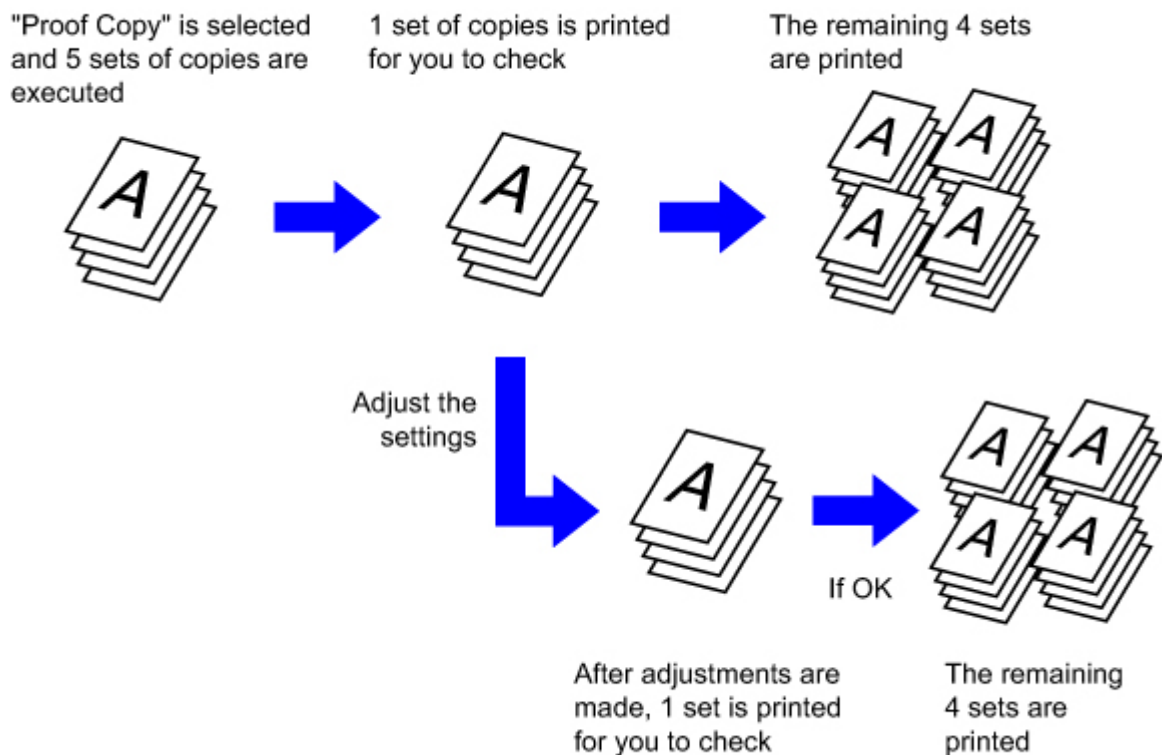 "Proof Copy" is selected
and 5 sets of copies are
executed
1 set of copies is printed
for you to check
The remaining 4 sets
are printed
A
A
A
A
A
A
Adjust the
settings
A
A
A
A
A
If OK
After adjustments are
made, 1 set is printed
for you to check
The remaining
4 sets are
printed